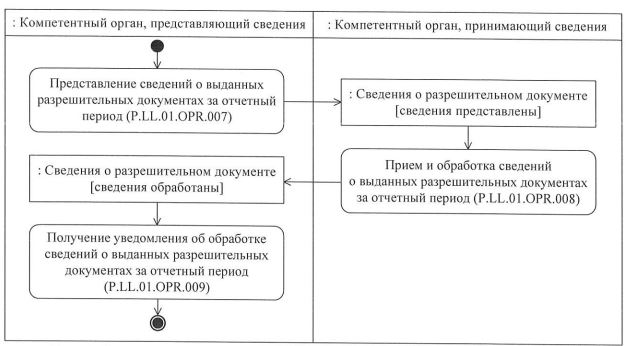 : Компетентный орган, представляющий сведения
: Компетентный орган, принимающий сведения
Представление сведений о выданных
разрешительных документах за отчетный
период (P.LL.01.OPR.007)
: Сведения о разрешительном документе
[сведения представлены]
Прием и обработка сведений
о выданных разрешительных документах
за отчетный период (P.LL.01.OPR.008)
: Сведения о разрешительном документе
[сведения обработаны]
Получение уведомления об обработке
сведений о выданных разрешительных
документах за отчетный период
(P.LL.01.OPR.009)